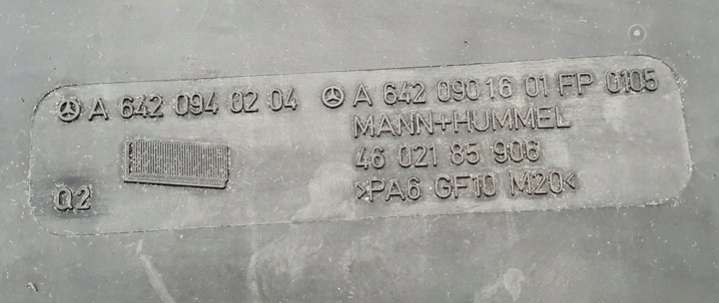 A 642 094 02 04
A 642 090 16 01 FP 0105
MANN+HUMMEL
46 021 85 906
>PA6 GF10 M20<
Q2